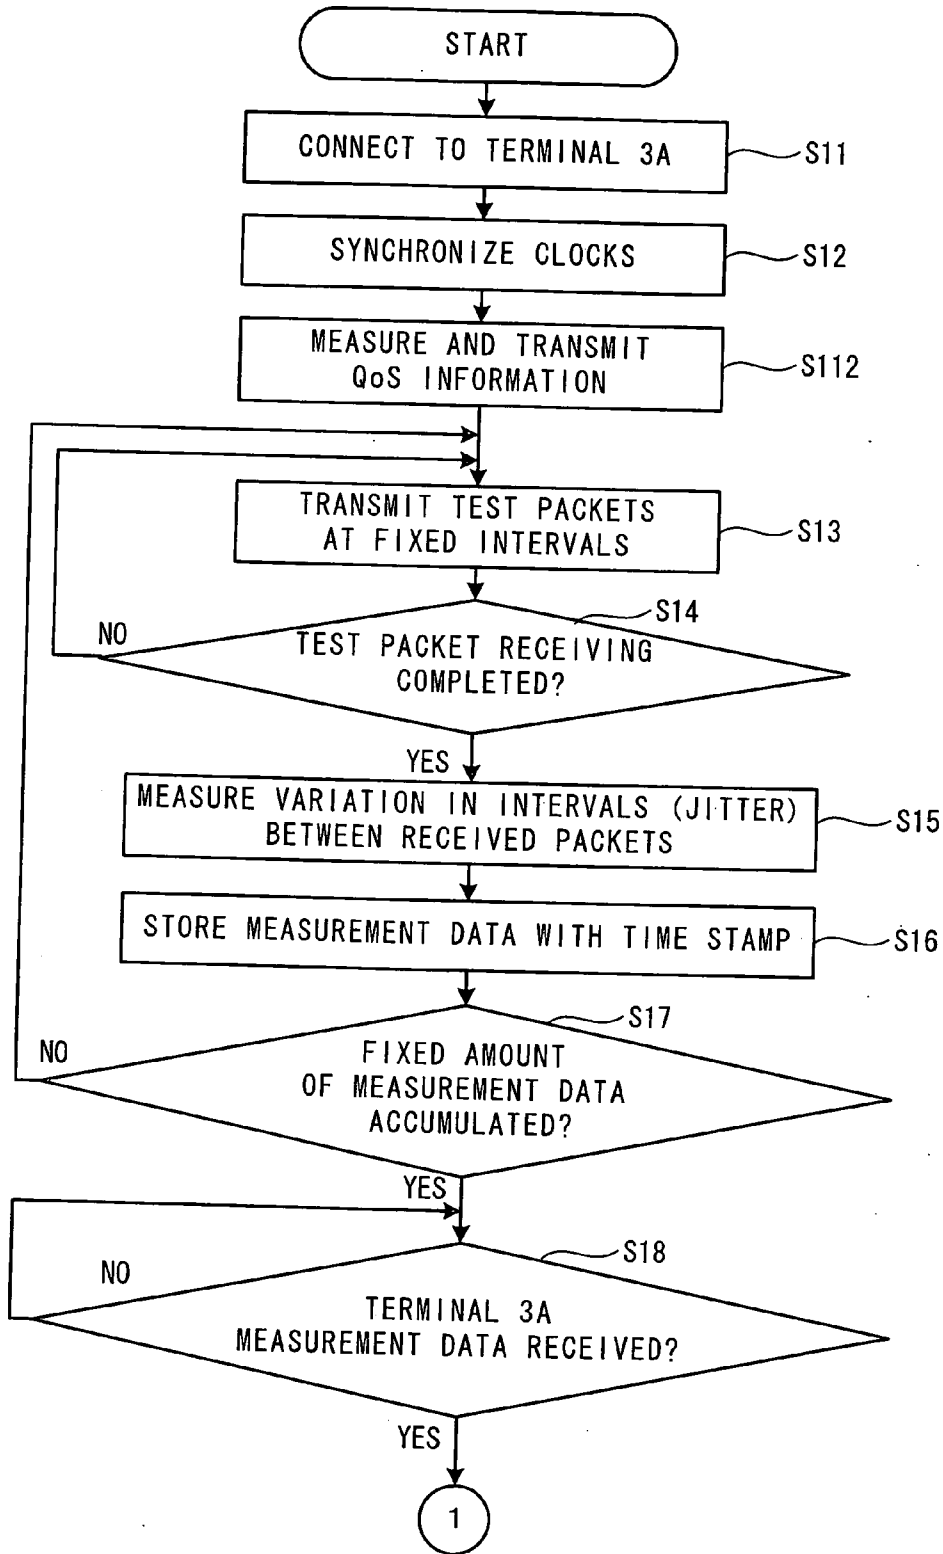 START
CONNECT TO TERMINAL 3A
S11
SYNCHRONIZE CLOCKS
S12
MEASURE AND TRANSMIT
QoS INFORMATION
S112
TRANSMIT TEST PACKETS
AT FIXED INTERVALS
S13
S14
NO
TEST PACKET RECEIVING
COMPLETED?
YES
MEASURE VARIATION IN INTERVALS (JITTER)
BETWEEN RECEIVED PACKETS
S15
STORE MEASUREMENT DATA WITH TIME STAMP
S16
S17
NO
FIXED AMOUNT
OF MEASUREMENT DATA
ACCUMULATED?
YES
S18
NO
TERMINAL 3A
MEASUREMENT DATA RECEIVED?
YES
1